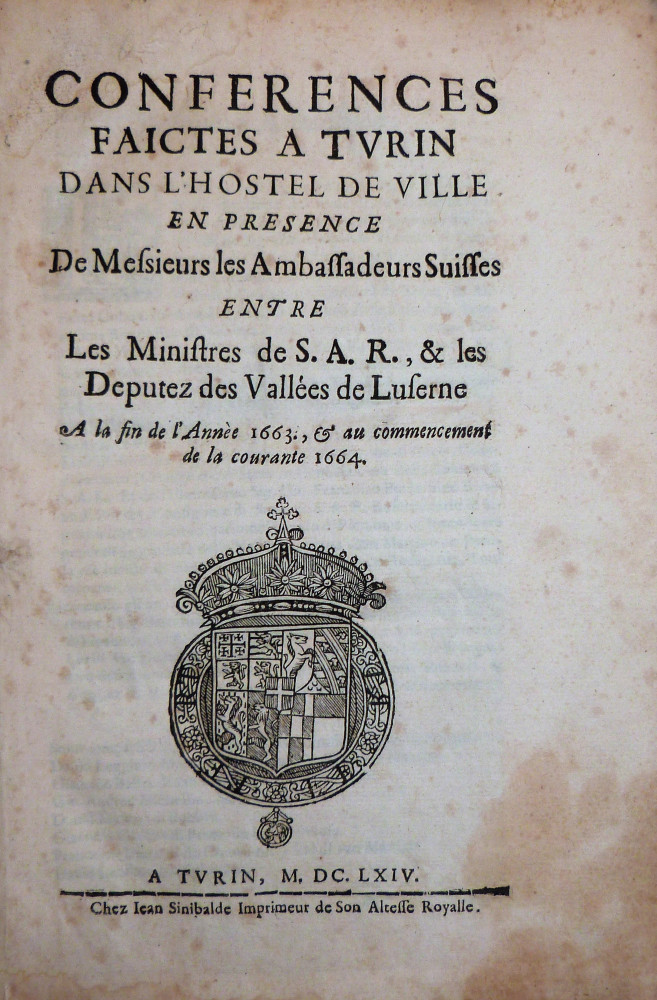 CONFERENCES
FAICTES A TVRIN
DANS L'HOSTEL DE VILLE
EN PRESENCE
De Meſsieurs les Ambaſſadeurs Suiſſes
ENTRE
Les Miniſtres de S. A. R., & les
Deputez des Vallées de Luſerne
A la fin de l'Annèe 1663., & au commencement
de la courante 1664.
A TVRIN, M. DC. LXIV.
Chez Iean Sinibalde Imprimeur de Son Alteſſe Royalle.